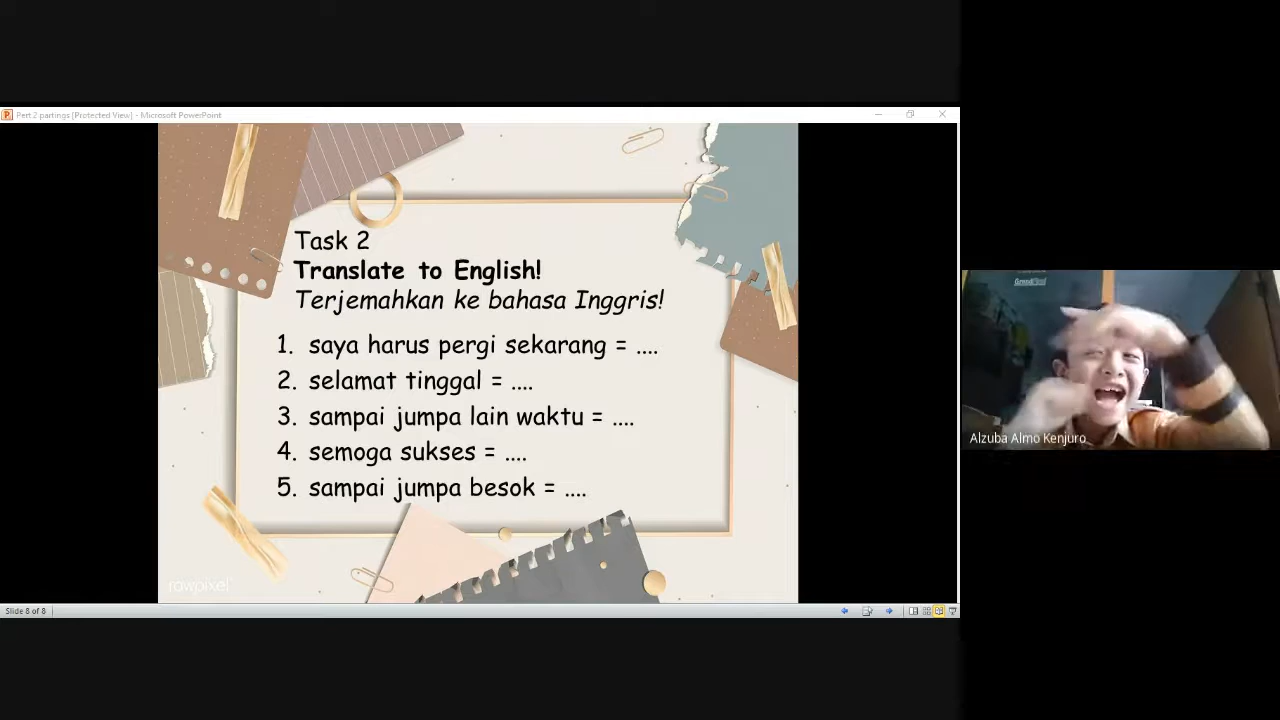 Pert.2 partings [Protected View] - Microsoft PowerPoint
Task 2
Translate to English!
Terjemahkan ke bahasa Inggris!
1. saya harus pergi sekarang = ....
2. selamat tinggal = ....
3. sampai jumpa lain waktu = ....
4. semoga sukses = ....
5. sampai jumpa besok = ....
rawpixel
Slide 8 of 8
Alzuba Almo Kenjuro